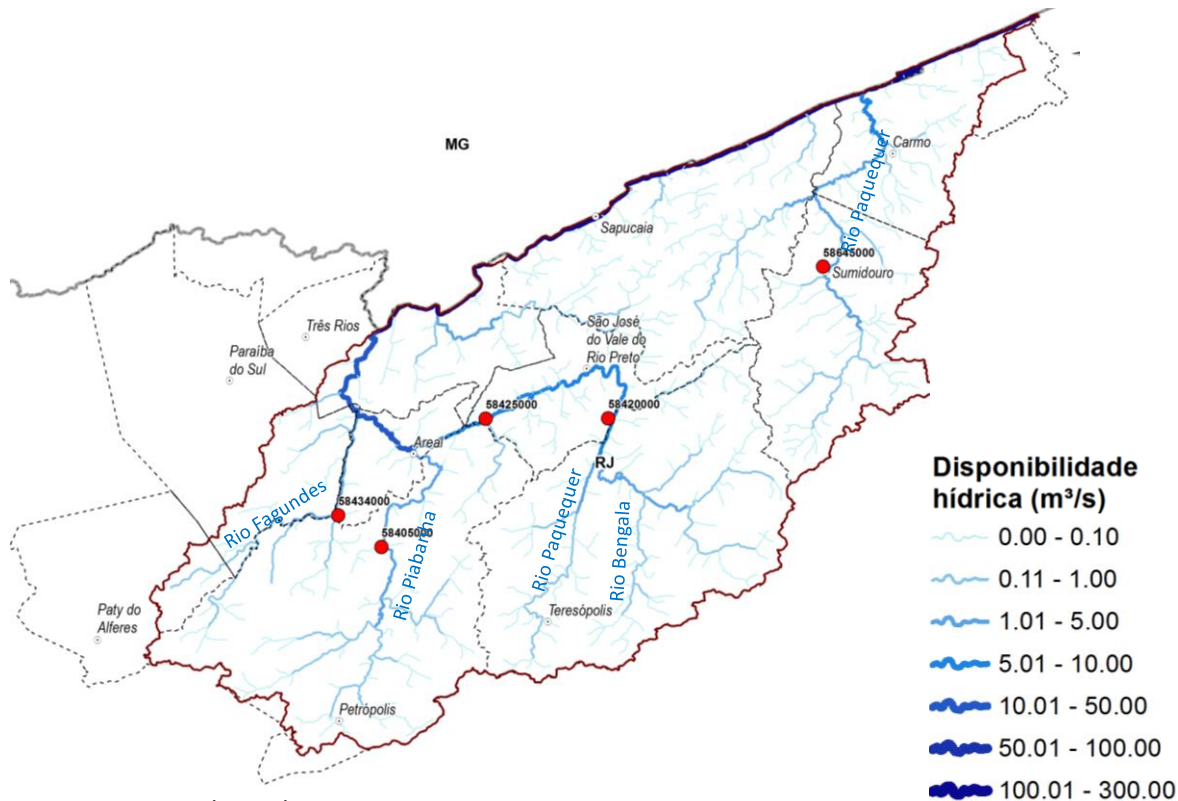 MG
Carmo
Rio Paquequer
Sapucaia
58645000
Sumidouro
Três Rios
São José
do Vale do
Rio Preto
Paraíba
do Sul
58425000
58420000
Areal
RJ
Rio Fagundes
58434000
58405000
Rio Piabanha
Rio Paquequer
Rio Bengala
Paty do
Alferes
Teresópolis
Petrópolis
Disponibilidade
hídrica (m³/s)
0.00 - 0.10
0.11 - 1.00
1.01 - 5.00
5.01 - 10.00
10.01 - 50.00
50.01 - 100.00
100.01 - 300.00